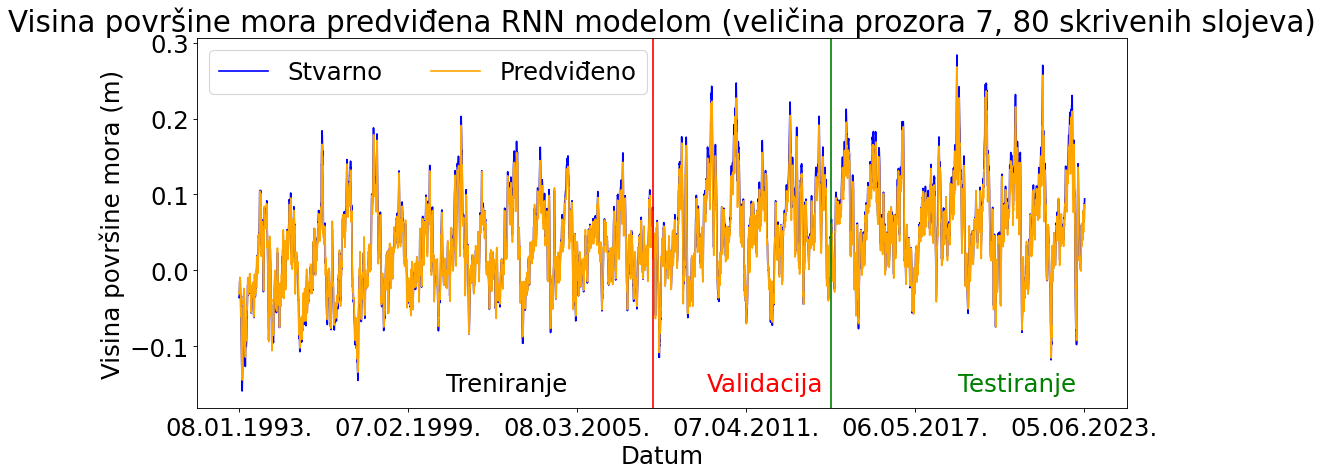 Visina površine mora predviđena RNN modelom (veličina prozora 7, 80 skrivenih slojeva)
Stvarno
Predviđeno
Visina površine mora (m)
0.3
0.2
0.1
0.0
−0.1
Treniranje
Validacija
Testiranje
08.01.1993.
07.02.1999.
08.03.2005.
07.04.2011.
06.05.2017.
05.06.2023.
Datum